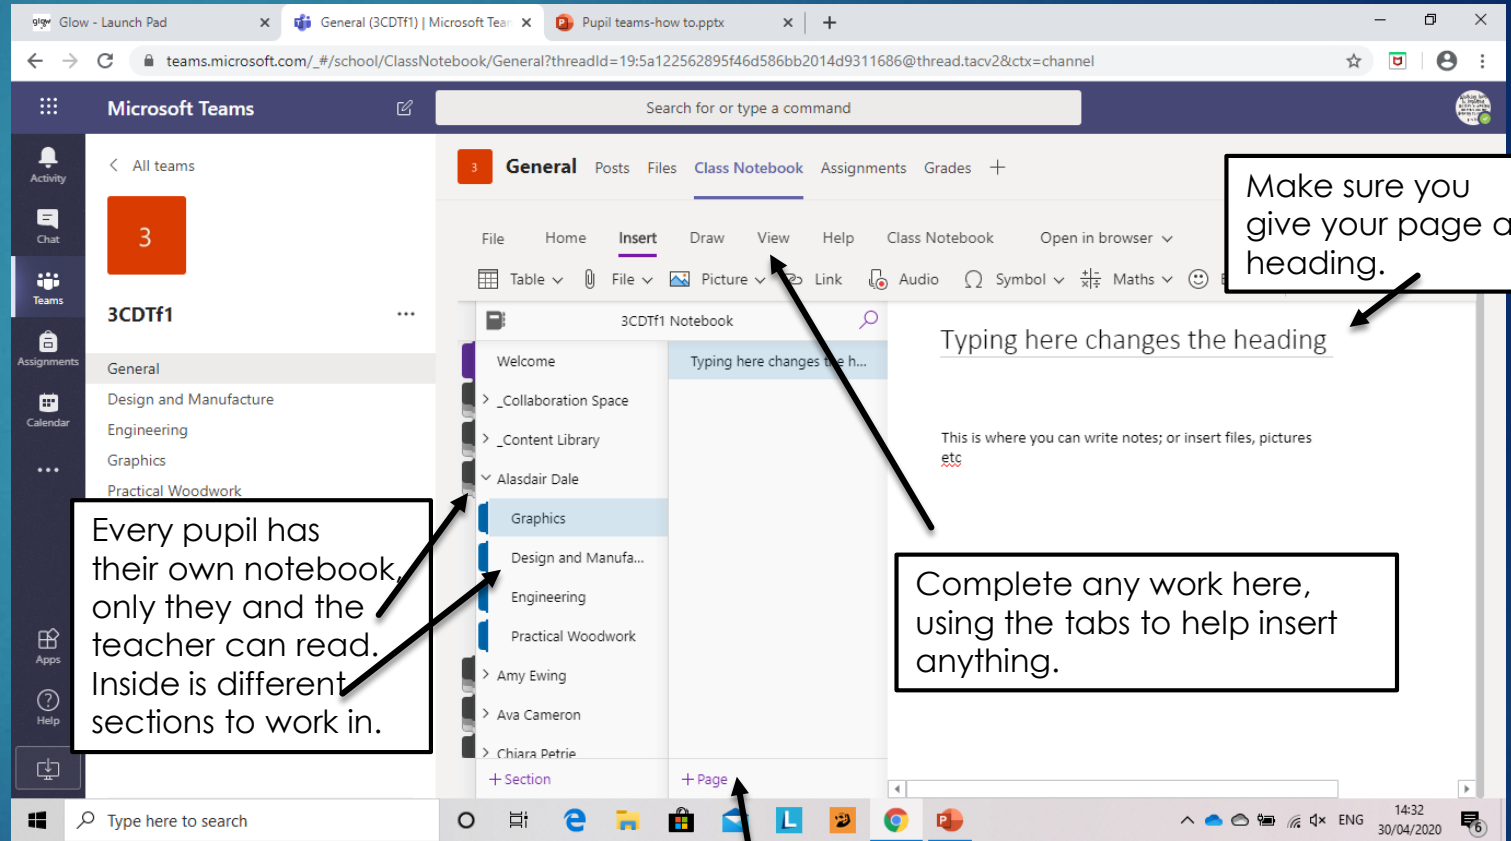 glow Glow - Launch Pad
General (3CDTf1) | Microsoft Tear
Pupil teams-how to.pptx
teams.microsoft.com/_#/school/ClassNotebook/General?threadId=19:5a122562895f46d586bb2014d9311686@thread.tacv2&ctx=channel
Microsoft Teams
Search for or type a command
Activity
Chat
Teams
Assignments
Calendar
Apps
Help
All teams
3
3CDTf1
General
Design and Manufacture
Engineering
Graphics
Practical Woodwork
3 General Posts Files Class Notebook Assignments Grades
File Home Insert Draw View Help Class Notebook Open in browser
Table File Picture Link Audio Symbol Maths
3CDTf1 Notebook
Welcome
_Collaboration Space
_Content Library
Alasdair Dale
Graphics
Design and Manufa...
Engineering
Practical Woodwork
Amy Ewing
Ava Cameron
Chiara Petrie
+ Section
Typing here changes the h...
+ Page
Typing here changes the heading
This is where you can write notes; or insert files, pictures
etc
Make sure you
give your page a
heading.
Every pupil has
their own notebook,
only they and the
teacher can read.
Inside is different
sections to work in.
Complete any work here,
using the tabs to help insert
anything.
Type here to search
L
ENG
14:32
30/04/2020
6